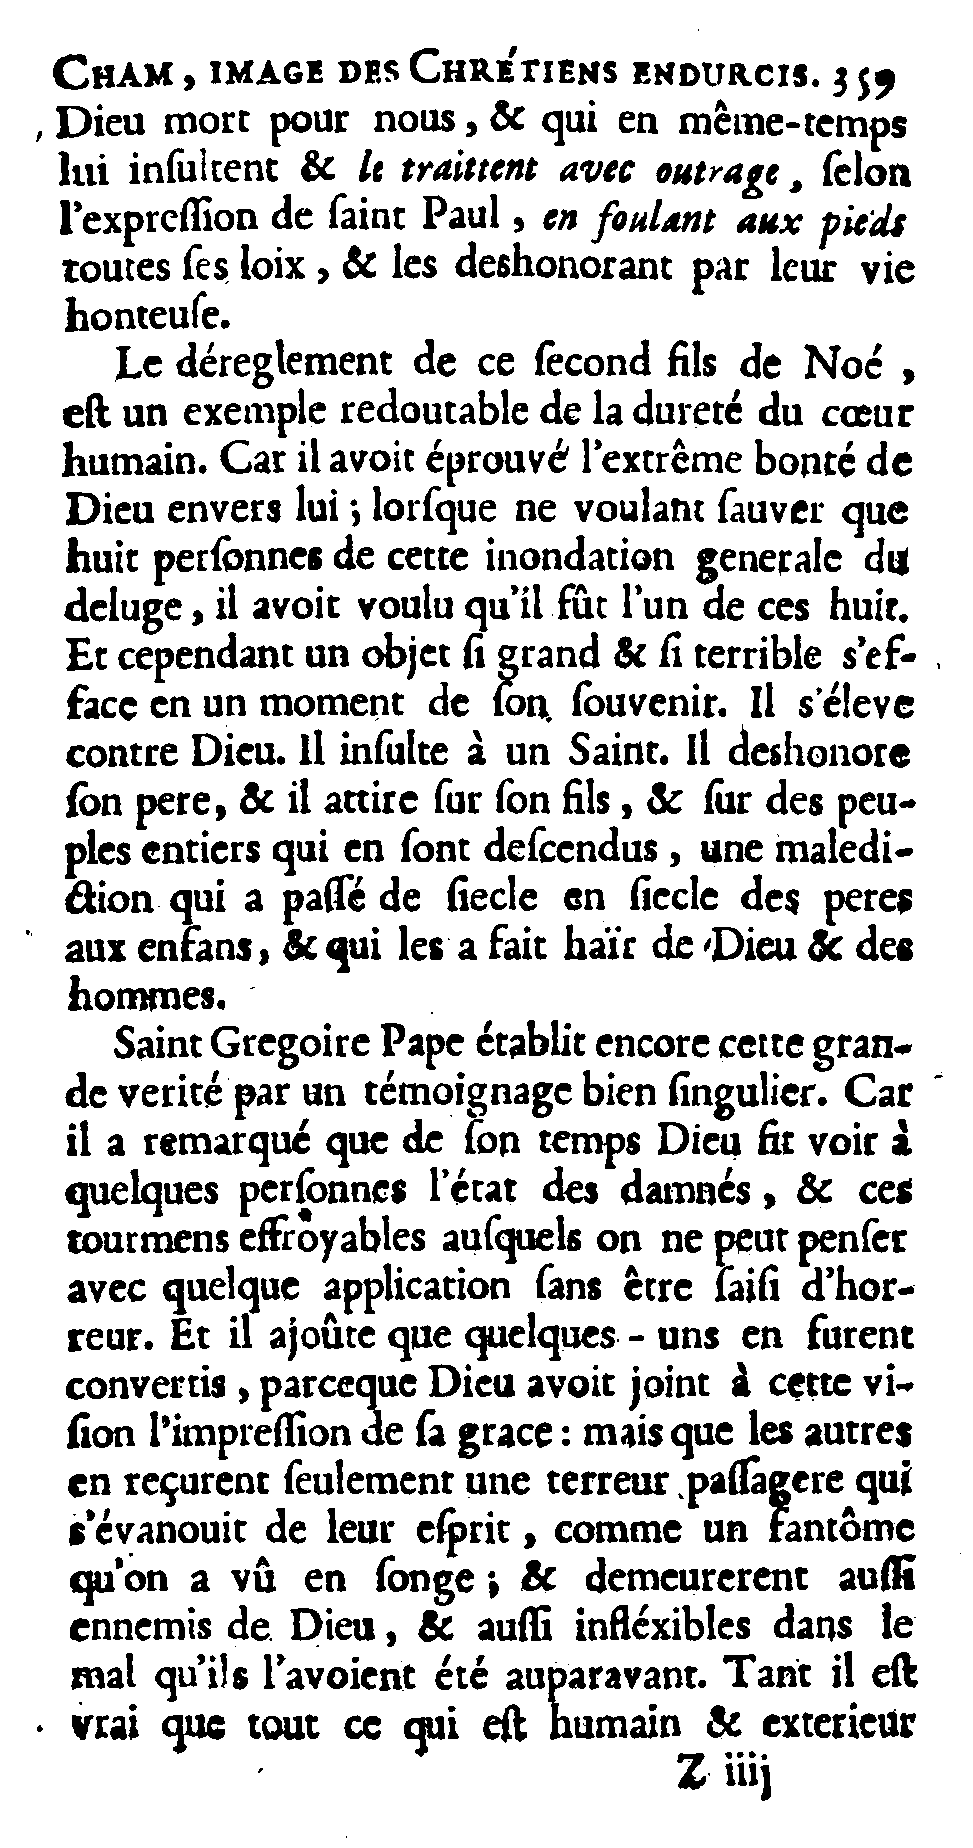 CHAM, IMAGE DES CHRÉTIENS ENDURCIS. 359
Dieu mort pour nous, & qui en même-temps
lui inſultent & le traittent avec outrage, ſelon
l'expreſſion de ſaint Paul, en foulant aux pieds
toutes ſes loix, & les deshonorant par leur vie
honteuſe.
Le déreglement de ce ſecond fils de Noé,
eſt un exemple redoutable de la dureté du cœur
humain. Car il avoit éprouvé l'extrême bonté de
Dieu envers lui ; lorſque ne voulant ſauver que
huit perſonnes de cette inondation generale du
deluge, il avoit voulu qu'il fût l'un de ces huit.
Et cependant un objet ſi grand & ſi terrible s'ef-
face en un moment de ſon ſouvenir. Il s'éleve
contre Dieu. Il inſulte à un Saint. Il deshonore
ſon pere, & il attire ſur ſon fils, & ſur des peu-
ples entiers qui en ſont deſcendus, une maledi-
ction qui a paſſé de ſiecle en ſiecle des peres
aux enfans, & qui les a fait haïr de Dieu & des
hommes.
Saint Gregoire Pape établit encore cette gran-
de verité par un témoignage bien ſingulier. Car
il a remarqué que de ſon temps Dieu fit voir à
quelques perſonnes l'état des damnés, & ces
tourmens effroyables auſquels on ne peut penſer
avec quelque application ſans être ſaiſi d'hor-
reur. Et il ajoûte que quelques-uns en furent
convertis, parceque Dieu avoit joint à cette vi-
ſion l'impreſſion de ſa grace : mais que les autres
en reçurent ſeulement une terreur paſſagere qui
s'évanouit de leur eſprit, comme un fantôme
qu'on a vû en ſonge ; & demeurerent auſſi
ennemis de Dieu, & auſſi infléxibles dans le
mal qu'ils l'avoient été auparavant. Tant il eſt
vrai que tout ce qui eſt humain & exterieur
Z iiij